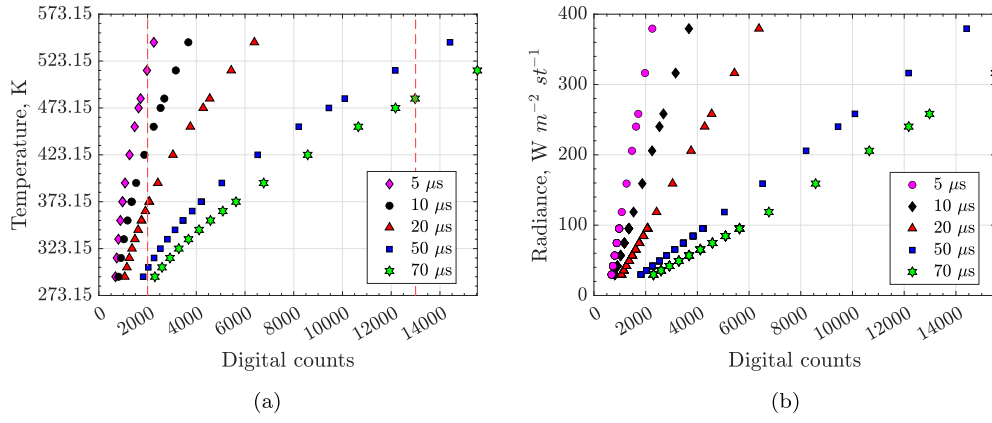 573.15
523.15
473.15
423.15
373.15
323.15
273.15
Temperature, K
5 μs
10 μs
20 μs
50 μs
70 μs
0
2000
4000
6000
8000
10000
12000
14000
Digital counts
(a)
400
300
200
100
0
Radiance, W m⁻² st⁻¹
5 μs
10 μs
20 μs
50 μs
70 μs
0
2000
4000
6000
8000
10000
12000
14000
Digital counts
(b)